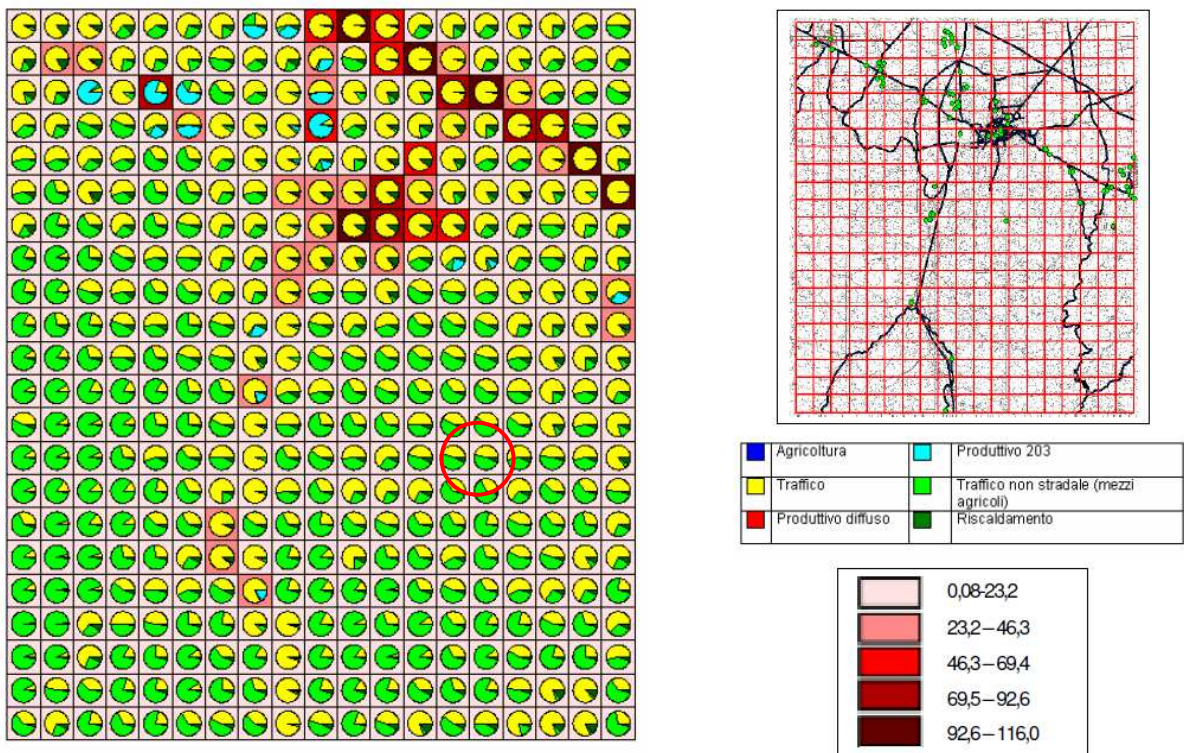 Agricoltura
Produttivo 203
Traffico
Traffico non stradale (mezzi
agricoli)
Produttivo diffuso
Riscaldamento
0,08-23,2
23,2–46,3
46,3–69,4
69,5–92,6
92,6–116,0